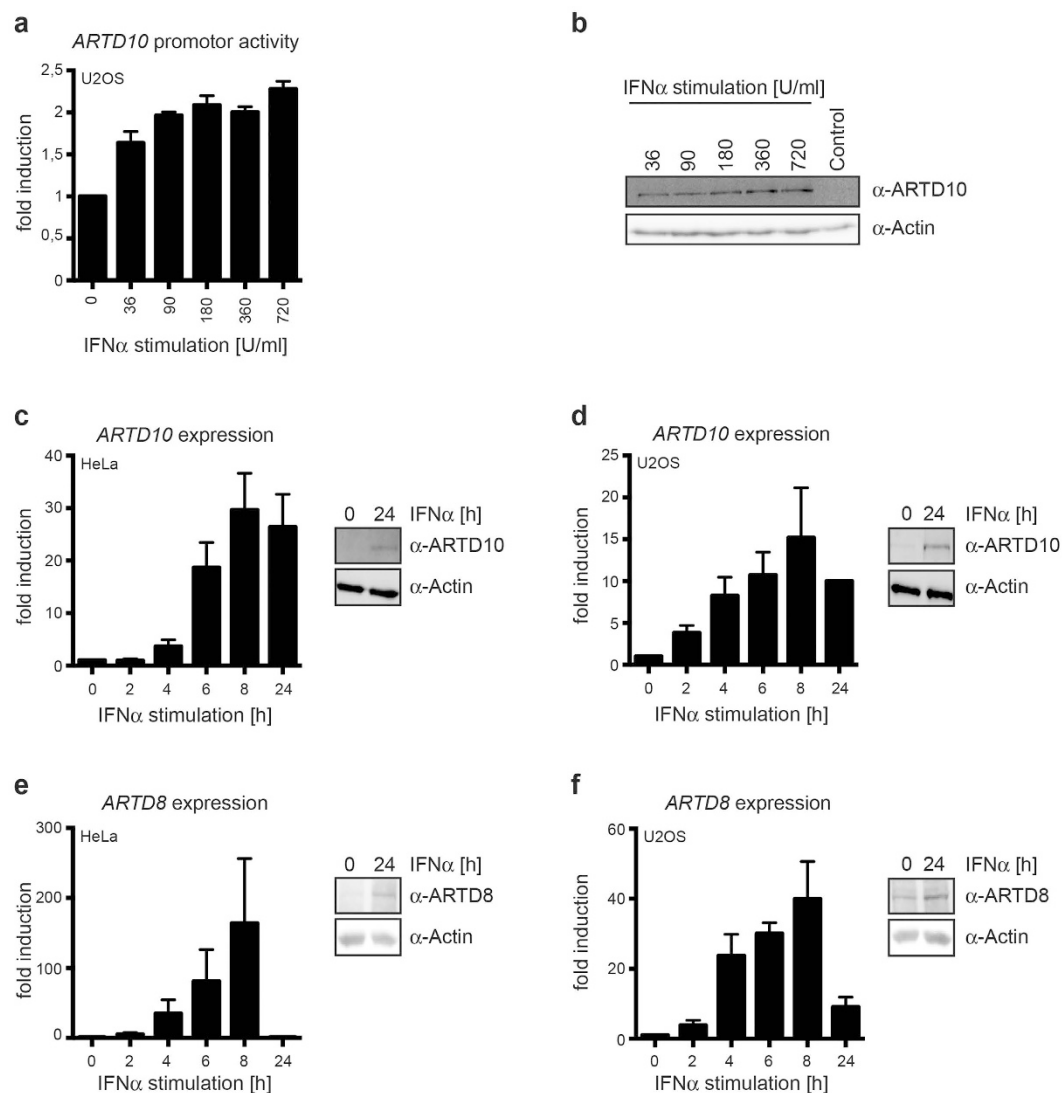 a
ARTD10 promotor activity
U2OS
fold induction
2,5
2
1,5
1
0,5
0
0 36 90 180 360 720
IFNα stimulation [U/ml]
b
IFNα stimulation [U/ml]
36 90 180 360 720 Control
α-ARTD10
α-Actin
c
ARTD10 expression
HeLa
fold induction
40
30
20
10
0
0 2 4 6 8 24
IFNα stimulation [h]
0 24 IFNα [h]
α-ARTD10
α-Actin
d
ARTD10 expression
U2OS
fold induction
25
20
15
10
5
0
0 2 4 6 8 24
IFNα stimulation [h]
0 24 IFNα [h]
α-ARTD10
α-Actin
e
ARTD8 expression
HeLa
fold induction
300
200
100
0
0 2 4 6 8 24
IFNα stimulation [h]
0 24 IFNα [h]
α-ARTD8
α-Actin
f
ARTD8 expression
U2OS
fold induction
60
40
20
0
0 2 4 6 8 24
IFNα stimulation [h]
0 24 IFNα [h]
α-ARTD8
α-Actin